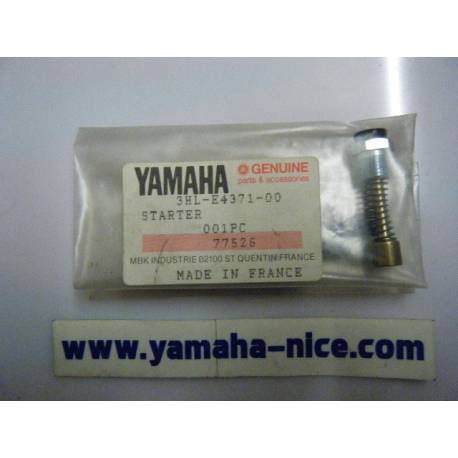 YAMAHA GENUINE
parts & accessories
3HL-E4371-00
STARTER
001PC
77526
MBK INDUSTRIE 02100 ST QUENTIN FRANCE
MADE IN FRANCE
www.yamaha-nice.com